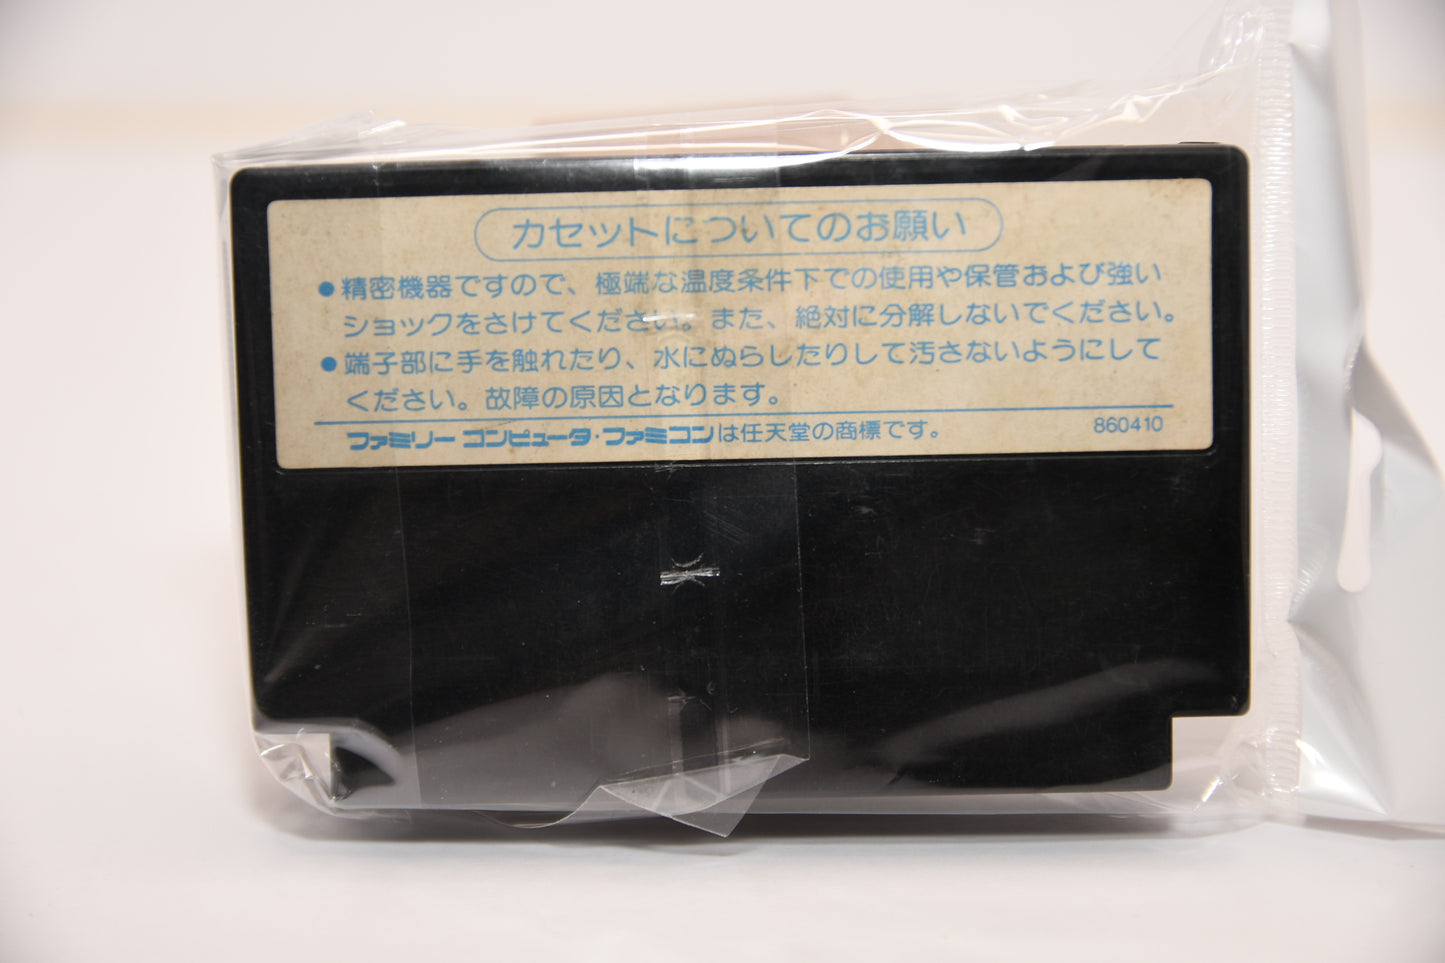 カセットについてのお願い
●精密機器ですので、極端な温度条件下での使用や保管および強い
ショックをさけてください。また、絶対に分解しないでください。
●端子部に手を触れたり、水にぬらしたりして汚さないようにして
ください。故障の原因となります。
ファミリー コンピュータ・ファミコンは任天堂の商標です。 860410